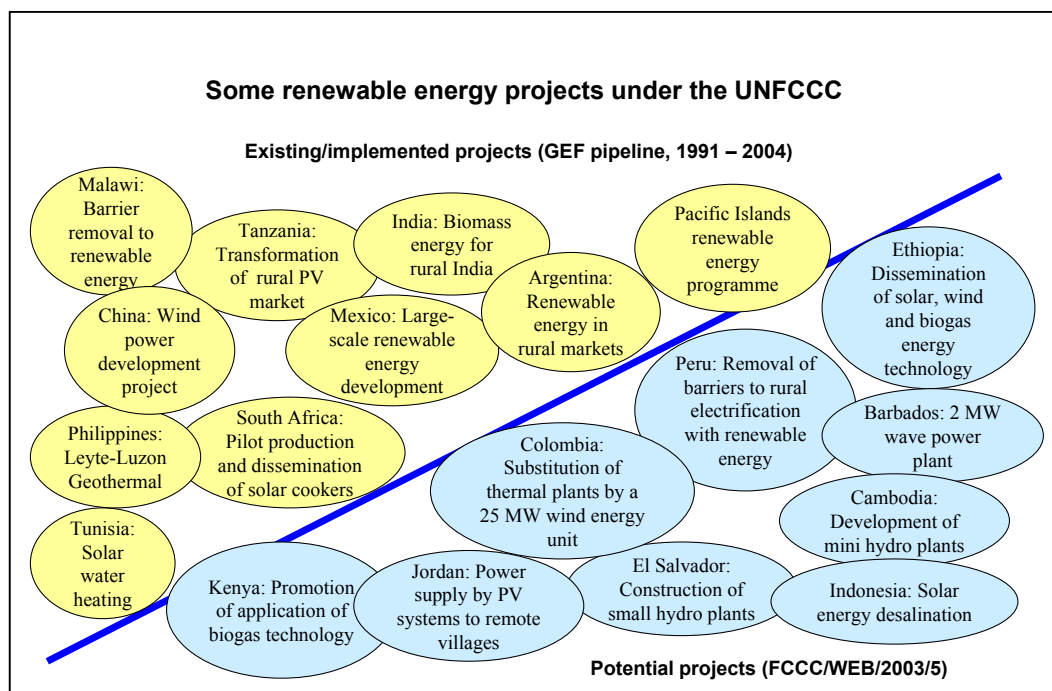 Some renewable energy projects under the UNFCCC
Existing/implemented projects (GEF pipeline, 1991 – 2004)
Malawi:
Barrier
removal to
renewable
energy
Tanzania:
Transformation
of rural PV
market
India: Biomass
energy for
rural India
Pacific Islands
renewable
energy
programme
Ethiopia:
Dissemination
of solar, wind
and biogas
energy
technology
China: Wind
power
development
project
Mexico: Large-
scale renewable
energy
development
Argentina:
Renewable
energy in
rural markets
Peru: Removal of
barriers to rural
electrification
with renewable
energy
Barbados: 2 MW
wave power
plant
Philippines:
Leyte-Luzon
Geothermal
South Africa:
Pilot production
and dissemination
of solar cookers
Colombia:
Substitution of
thermal plants by a
25 MW wind energy
unit
Cambodia:
Development of
mini hydro plants
Tunisia:
Solar
water
heating
Kenya: Promotion
of application of
biogas technology
Jordan: Power
supply by PV
systems to remote
villages
El Salvador:
Construction of
small hydro plants
Indonesia: Solar
energy desalination
Potential projects (FCCC/WEB/2003/5)